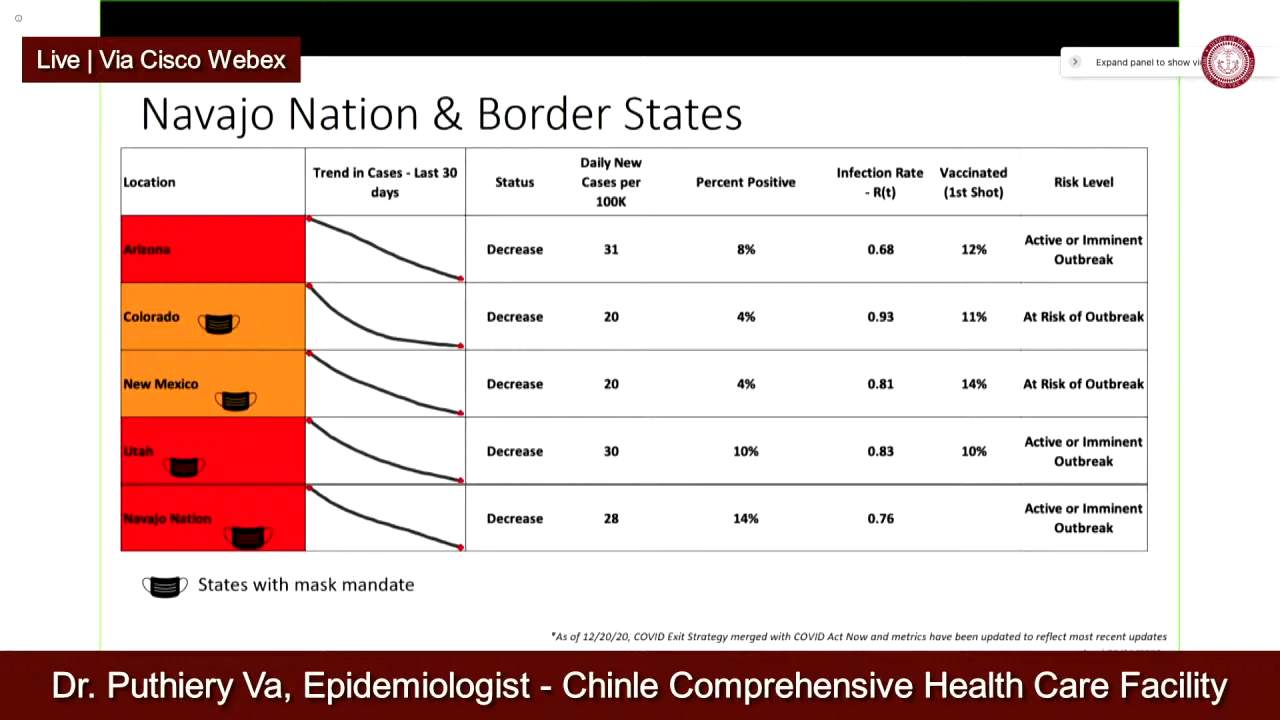 Live | Via Cisco Webex
Expand panel to show
Navajo Nation & Border States
Location
Trend in Cases - Last 30
days
Status
Daily New
Cases per
100K
Percent Positive
Infection Rate
- R(t)
Vaccinated
(1st Shot)
Risk Level
Arizona
Decrease
31
8%
0.68
12%
Active or Imminent
Outbreak
Colorado
Decrease
20
4%
0.93
11%
At Risk of Outbreak
New Mexico
Decrease
20
4%
0.81
14%
At Risk of Outbreak
Utah
Decrease
30
10%
0.83
10%
Active or Imminent
Outbreak
Navajo Nation
Decrease
28
14%
0.76
Active or Imminent
Outbreak
States with mask mandate
*As of 12/20/20, COVID Exit Strategy merged with COVID Act Now and metrics have been updated to reflect most recent updates
Dr. Puthiery Va, Epidemiologist - Chinle Comprehensive Health Care Facility